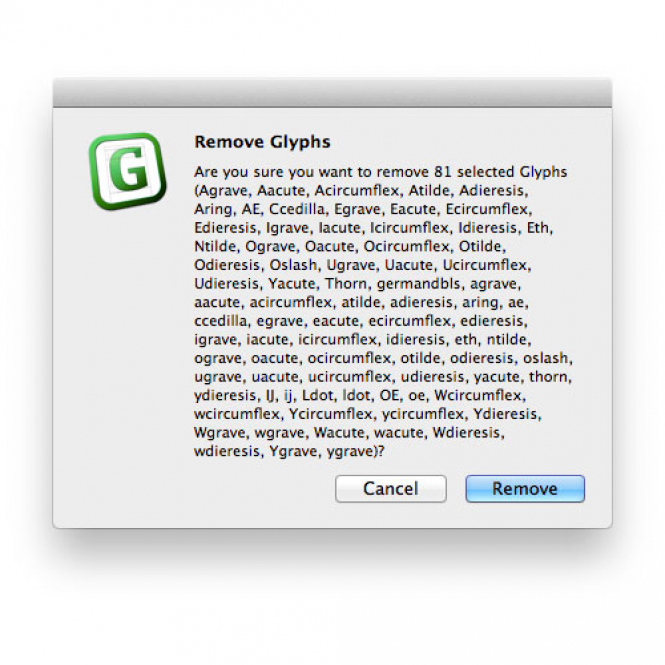 G
Remove Glyphs
Are you sure you want to remove 81 selected Glyphs
(Agrave, Aacute, Acircumflex, Atilde, Adieresis,
Aring, AE, Ccedilla, Egrave, Eacute, Ecircumflex,
Edieresis, Igrave, Iacute, Icircumflex, Idieresis, Eth,
Ntilde, Ograve, Oacute, Ocircumflex, Otilde,
Odieresis, Oslash, Ugrave, Uacute, Ucircumflex,
Udieresis, Yacute, Thorn, germandbls, agrave,
aacute, acircumflex, atilde, adieresis, aring, ae,
ccedilla, egrave, eacute, ecircumflex, edieresis,
igrave, iacute, icircumflex, idieresis, eth, ntilde,
ograve, oacute, ocircumflex, otilde, odieresis, oslash,
ugrave, uacute, ucircumflex, udieresis, yacute, thorn,
ydieresis, IJ, ij, Ldot, ldot, OE, oe, Wcircumflex,
wcircumflex, Ycircumflex, ycircumflex, Ydieresis,
Wgrave, wgrave, Wacute, wacute, Wdieresis,
wdieresis, Ygrave, ygrave)?
Cancel Remove